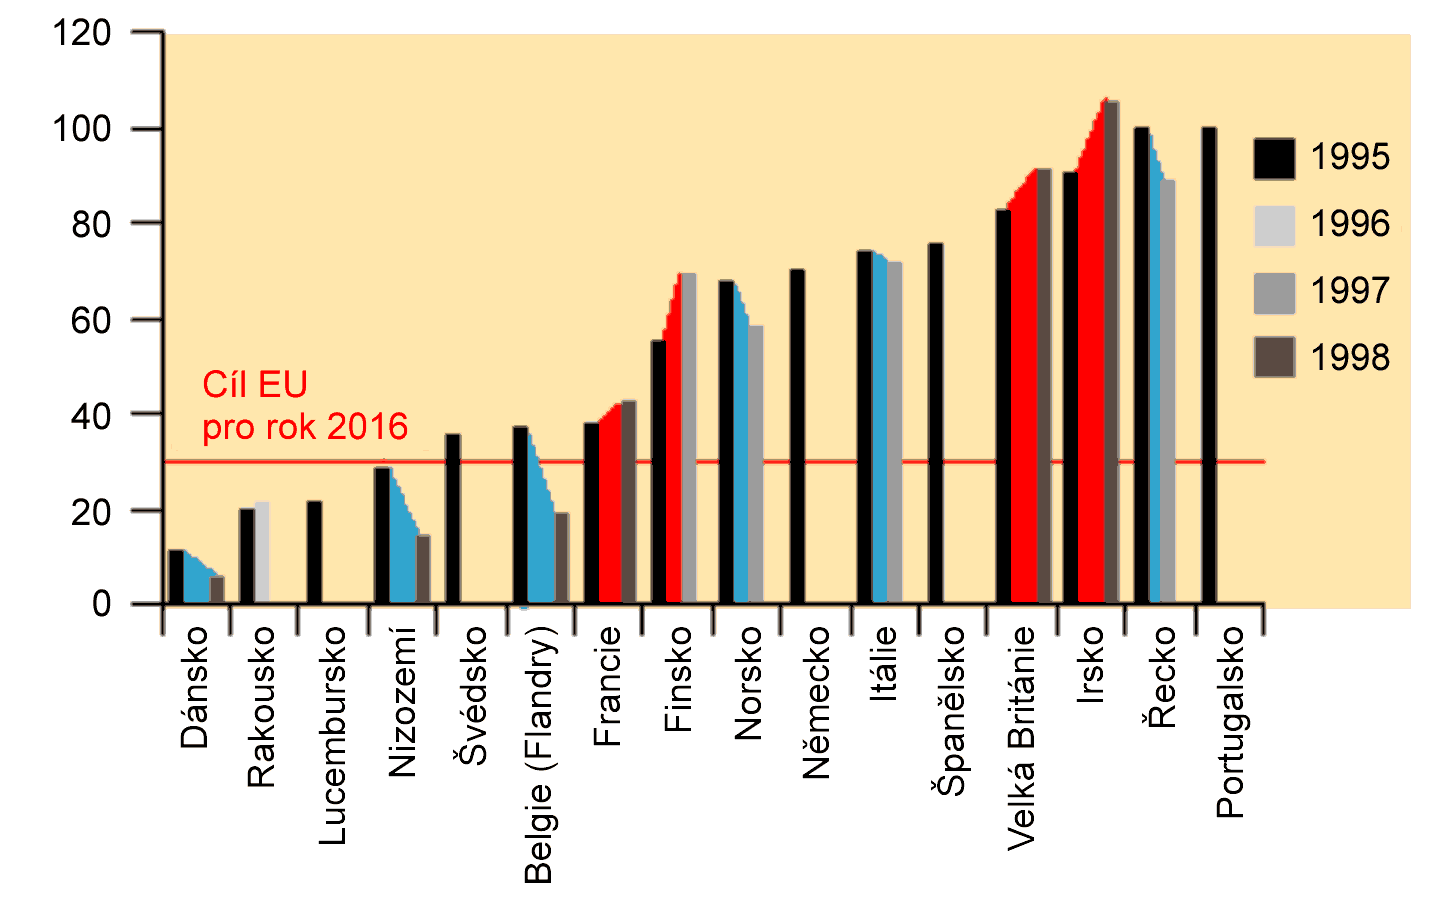 120
100
80
60
40
20
0
1995
1996
1997
1998
Cíl EU
pro rok 2016
Dánsko
Rakousko
Lucembursko
Nizozemí
Švédsko
Belgie (Flandry)
Francie
Finsko
Norsko
Německo
Itálie
Španělsko
Velká Británie
Irsko
Řecko
Portugalsko